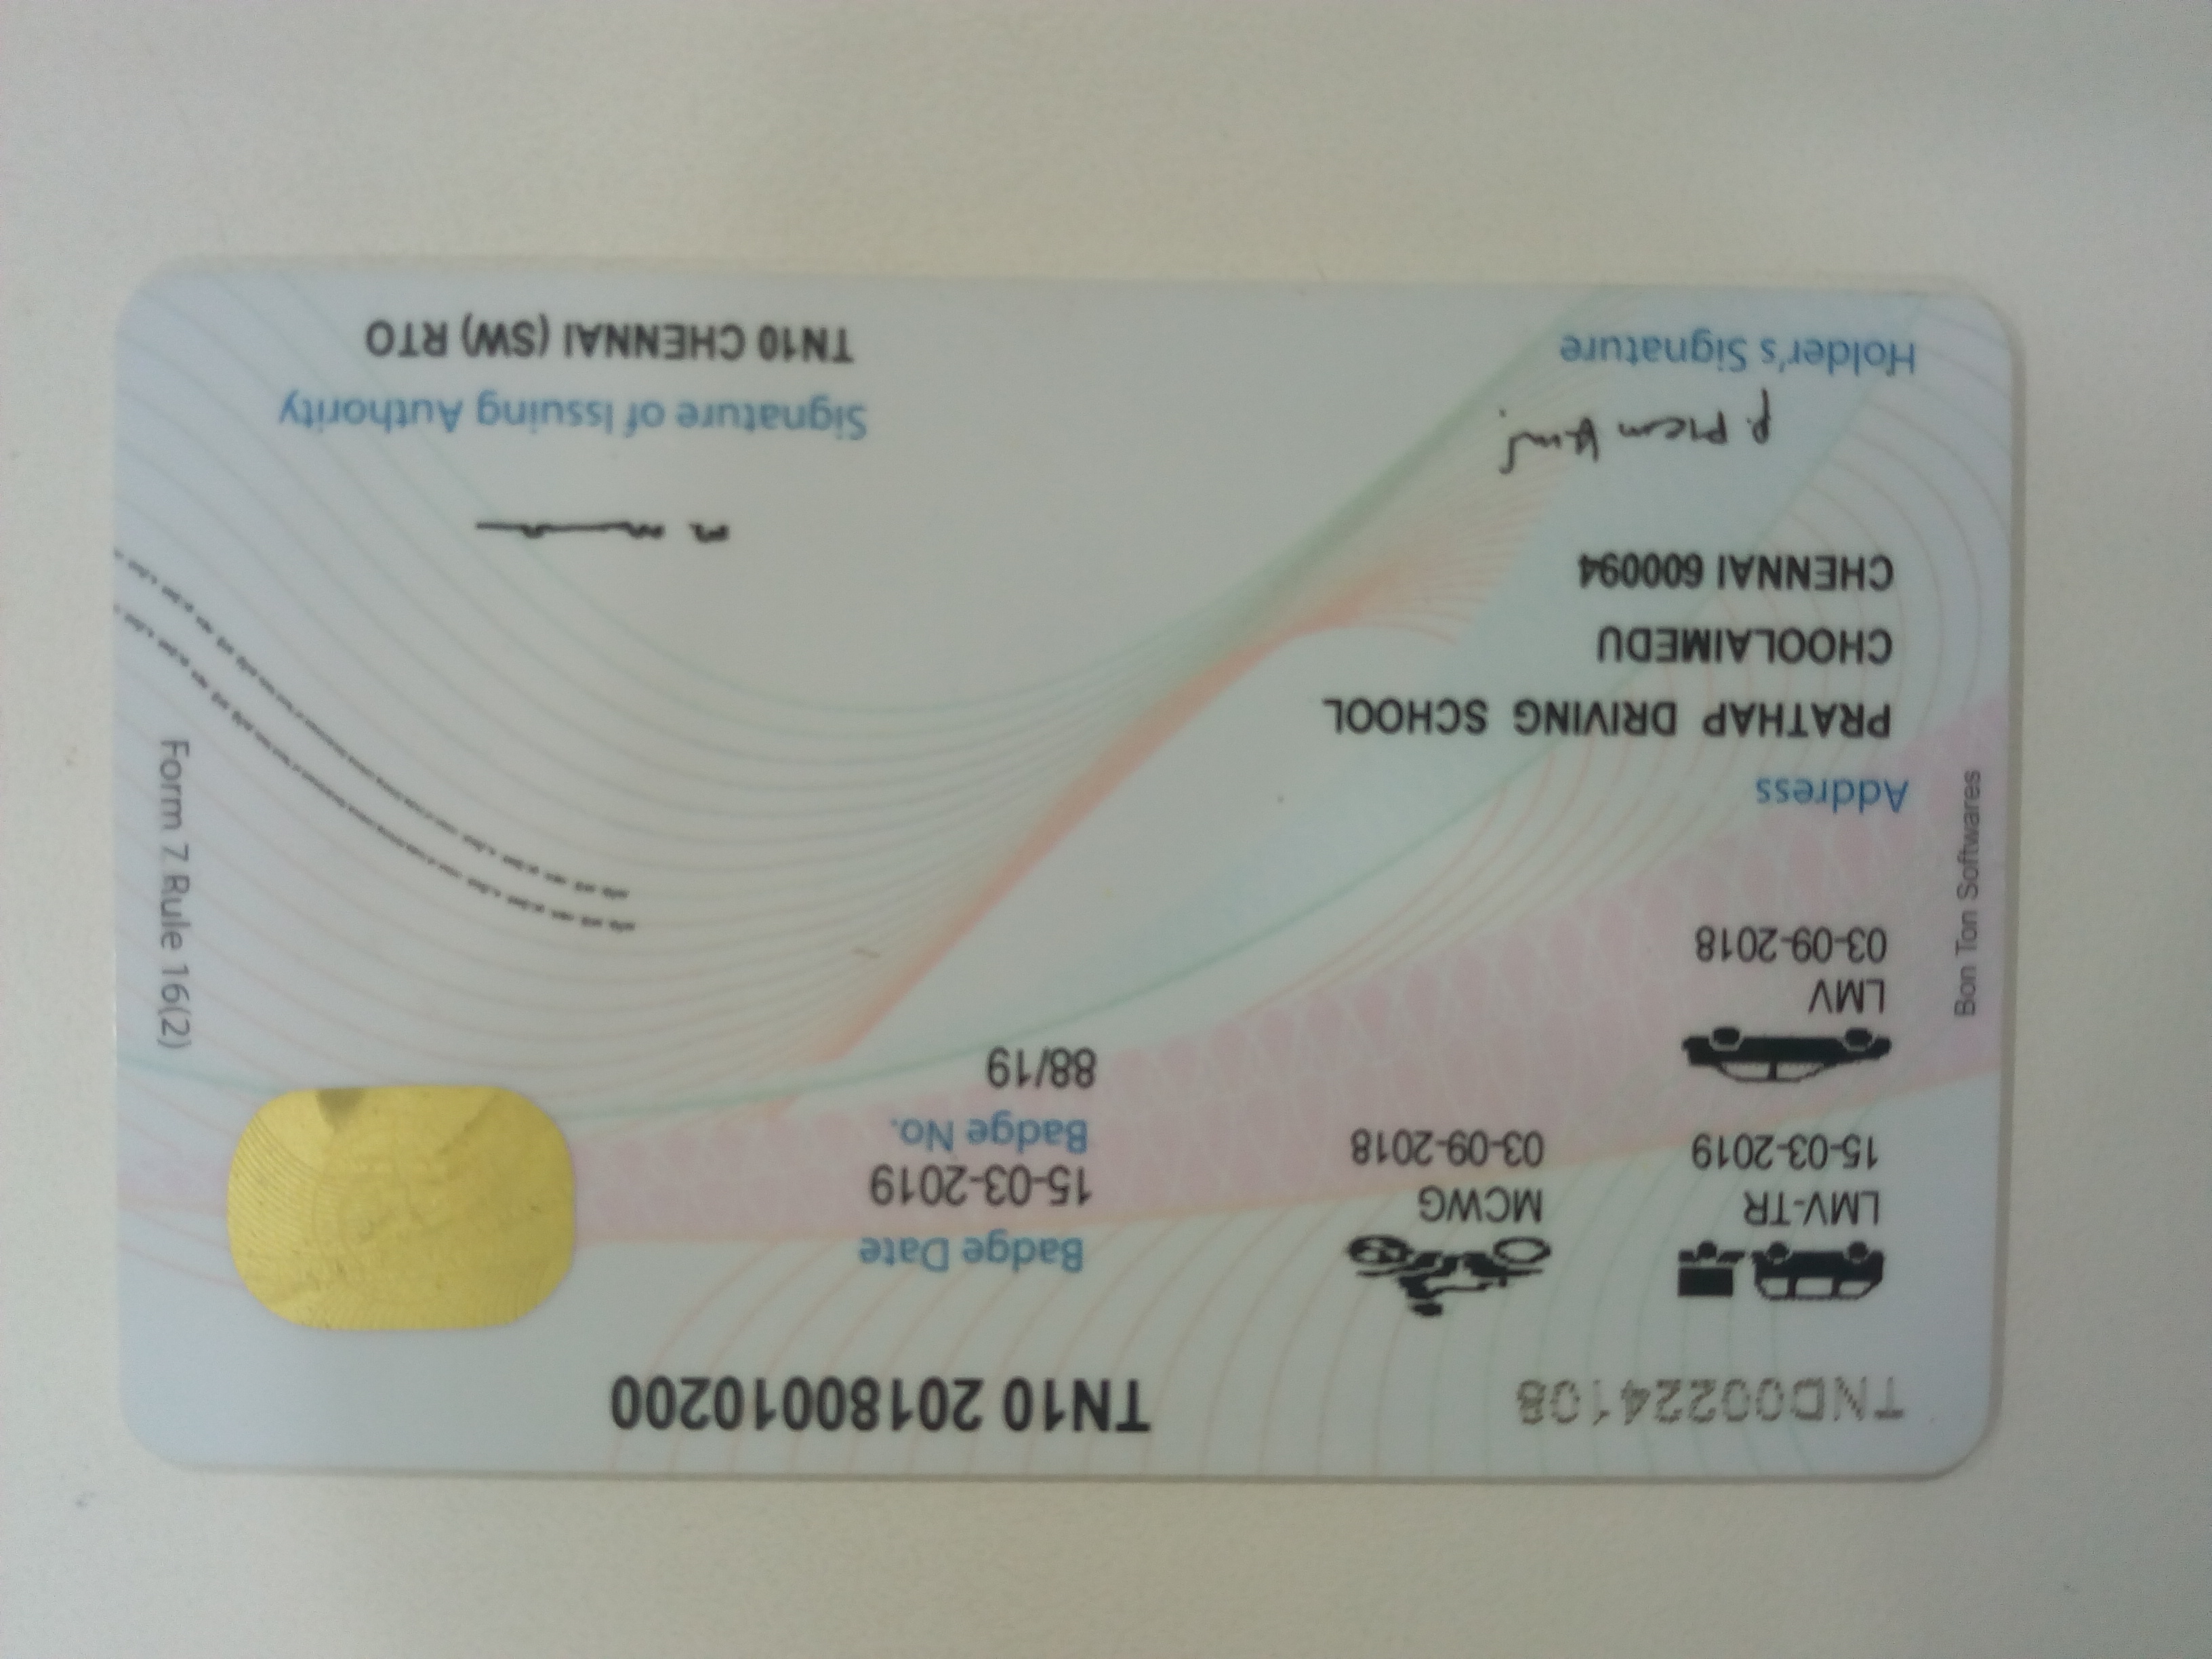 TND00224108 TN10 20180010200
LMV-TR
15-03-2019
MCWG
03-09-2018
Badge Date
15-03-2019
Badge No.
88/19
LMV
03-09-2018
Address
PRATHAP DRIVING SCHOOL
CHOOLAIMEDU
CHENNAI 600094
Holder's Signature
Signature of Issuing Authority
TN10 CHENNAI (SW) RTO
Bon Ton Softwares
Form 7 Rule 16(2)